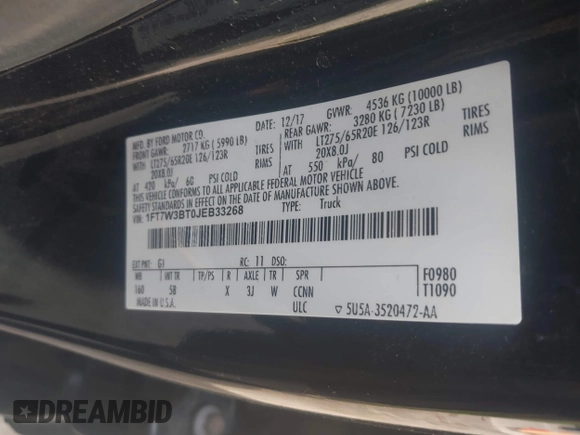 MFD. BY FORD MOTOR CO.
DATE: 12/17 GVWR: 4536 KG (10000 LB)
FRONT GAWR: 2717 KG (5990 LB) REAR GAWR: 3280 KG (7230 LB)
WITH LT275/65R20E 126/123R TIRES WITH LT275/65R20E 126/123R TIRES
20X8.0J RIMS 20X8.0J RIMS
AT 420 kPa/ 60 PSI COLD AT 550 kPa/ 80 PSI COLD
THIS VEHICLE CONFORMS TO ALL APPLICABLE FEDERAL MOTOR VEHICLE
SAFETY STANDARDS IN EFFECT ON THE DATE OF MANUFACTURE SHOWN ABOVE.
1FT7W3BT0JEB33268 TYPE: Truck
EXT PNT: G1 RC: 11 DSO:
WB INT TR TP/PS R AXLE TR SPR F0980
160 5B X 3J W CCNN T1090
MADE IN U.S.A. ULC 5U5A-3520472-AA
DREAMBID